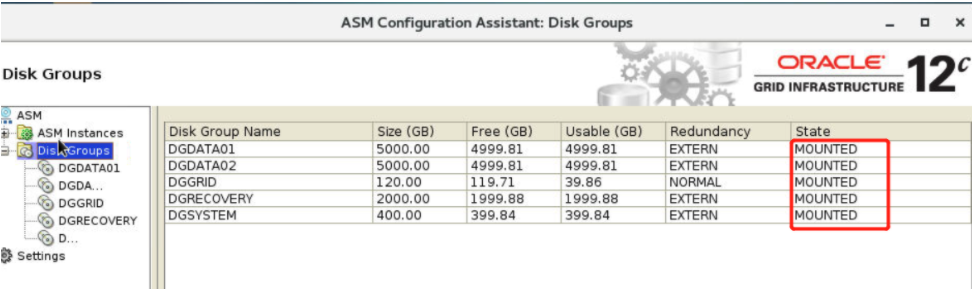 ASM Configuration Assistant: Disk Groups
Disk Groups
ORACLE
GRID INFRASTRUCTURE 12c
ASM
ASM Instances
Disk Groups
DGDATA01
DGDA...
DGGRID
DGRECOVERY
D...
Settings
Disk Group Name Size (GB) Free (GB) Usable (GB) Redundancy State
DGDATA01 5000.00 4999.81 4999.81 EXTERN MOUNTED
DGDATA02 5000.00 4999.81 4999.81 EXTERN MOUNTED
DGGRID 120.00 119.71 39.86 NORMAL MOUNTED
DGRECOVERY 2000.00 1999.88 1999.88 EXTERN MOUNTED
DGSYSTEM 400.00 399.84 399.84 EXTERN MOUNTED